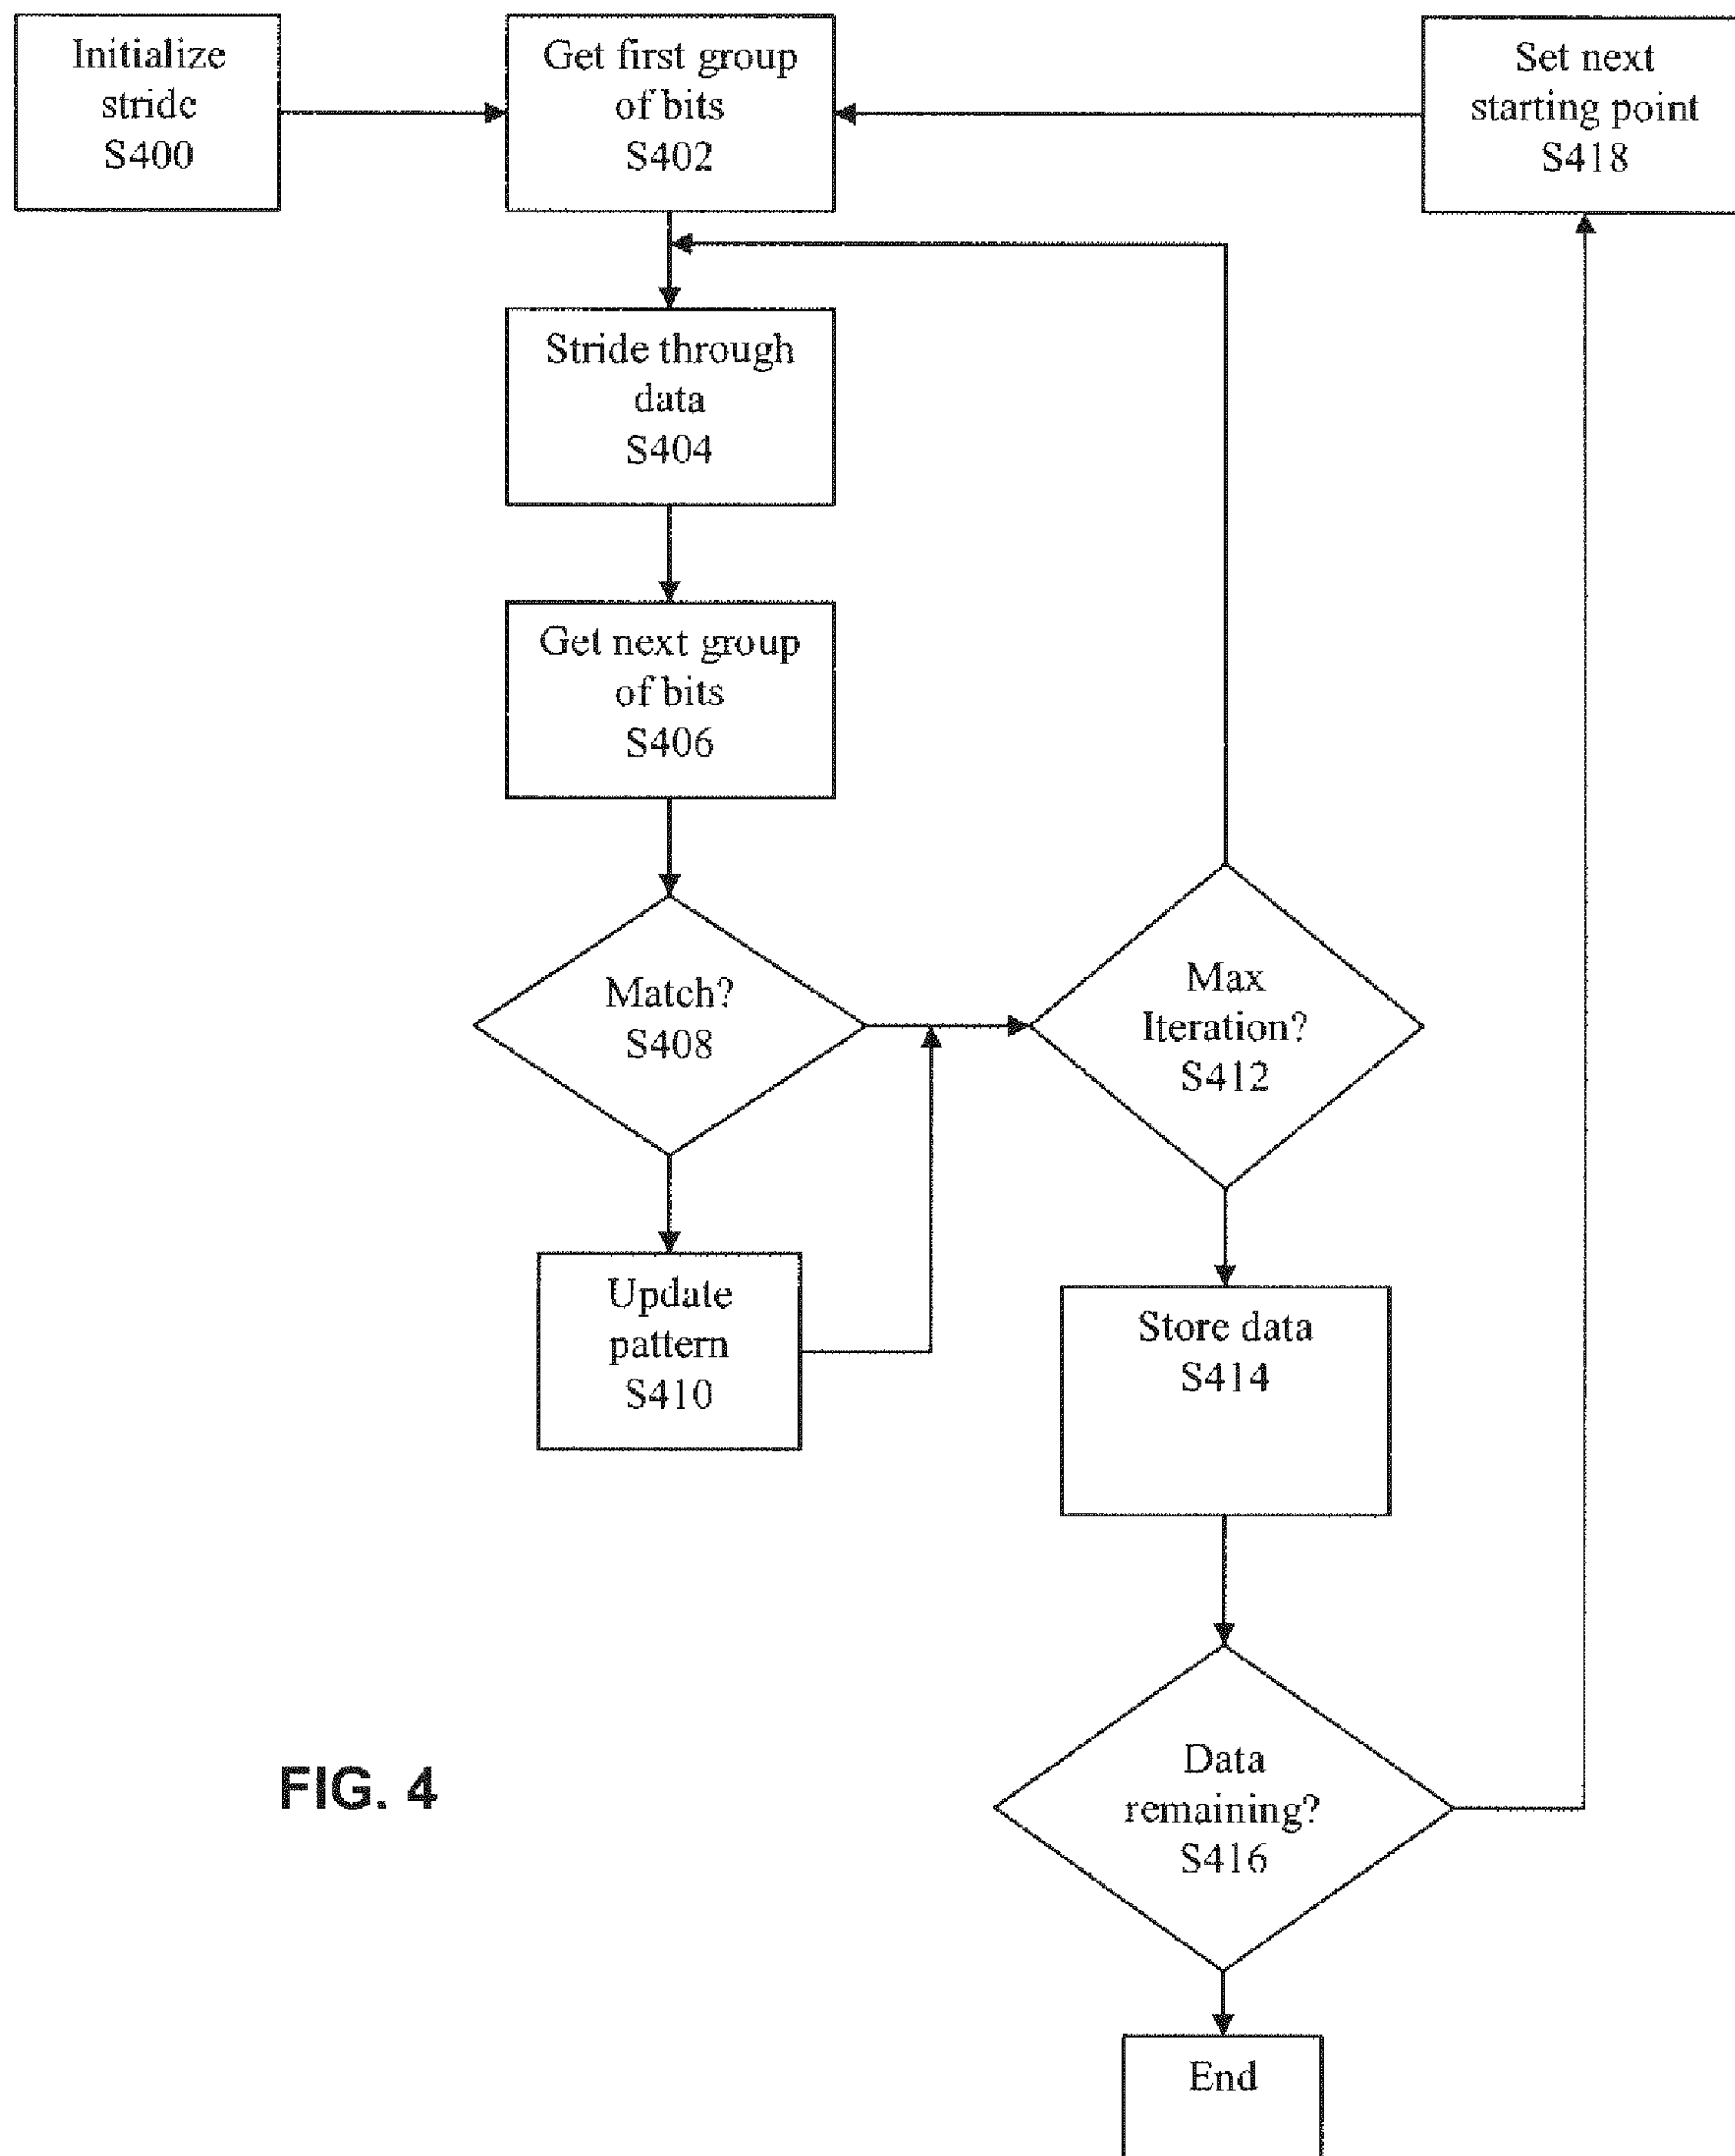 Initialize
stride
S400
Get first group
of bits
S402
Set next
starting point
S418
Stride through
data
S404
Get next group
of bits
S406
Match?
S408
Max
Iteration?
S412
Update
pattern
S410
Store data
S414
Data
remaining?
S416
End
FIG. 4